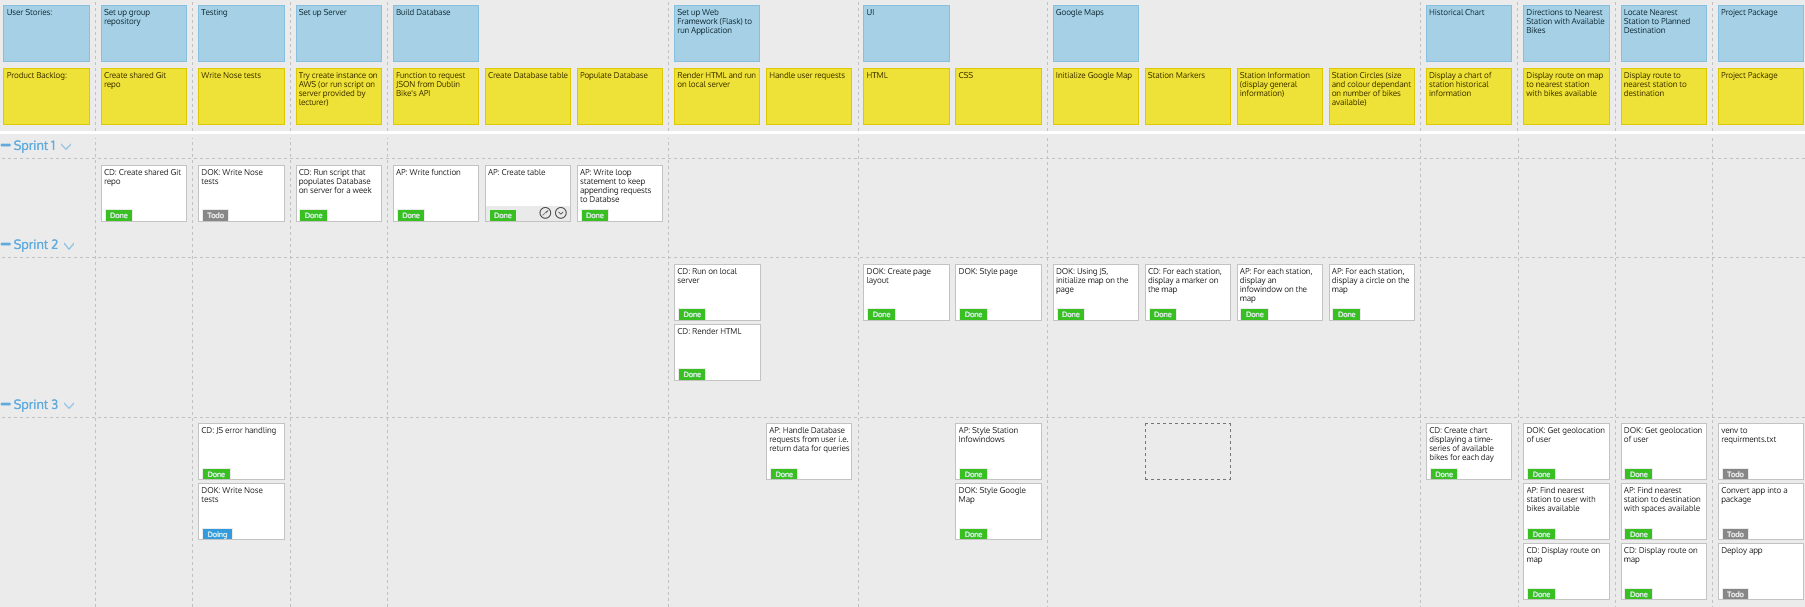 User Stories:
Set up group
repository
Testing
Set up Server
Build Database
Set up Web
Framework (Flask) to
run Application
UI
Google Maps
Historical Chart
Directions to Nearest
Station with Available
Bikes
Locate Nearest
Station to Planned
Destination
Project Package
Product Backlog:
Create shared Git
repo
Write Nose tests
Try create instance on
AWS (or run script on
server provided by
lecturer)
Function to request
JSON from Dublin
Bike's API
Create Database table
Populate Database
Render HTML and run
on local server
Handle user requests
HTML
CSS
Initialize Google Map
Station Markers
Station Information
(display general
information)
Station Circles (size
and colour dependant
on number of bikes
available)
Display a chart of
station historical
information
Display route on map
to nearest station
with bikes available
Display route to
nearest station to
destination
Project Package
Sprint 1
CD: Create shared Git
repo
Done
DOK: Write Nose
tests
Todo
CD: Run script that
populates Database
on server for a week
Done
AP: Write function
Done
AP: Create table
Done
AP: Write loop
statement to keep
appending requests
to Databse
Done
Sprint 2
CD: Run on local
server
Done
CD: Render HTML
Done
DOK: Create page
layout
Done
DOK: Style page
Done
DOK: Using JS,
initialize map on the
page
Done
CD: For each station,
display a marker on
the map
Done
AP: For each station,
display an
infowindow on the
map
Done
AP: For each station,
display a circle on the
map
Done
Sprint 3
CD: JS error handling
Done
DOK: Write Nose
tests
Doing
AP: Handle Database
requests from user i.e.
return data for queries
Done
AP: Style Station
Infowindows
Done
DOK: Style Google
Map
Done
CD: Create chart
displaying a time-
series of available
bikes for each day
Done
DOK: Get geolocation
of user
Done
AP: Find nearest
station to user with
bikes available
Done
CD: Display route on
map
Done
DOK: Get geolocation
of user
Done
AP: Find nearest
station to destination
with spaces available
Done
CD: Display route on
map
Done
venv to
requirments.txt
Todo
Convert app into a
package
Todo
Deploy app
Todo